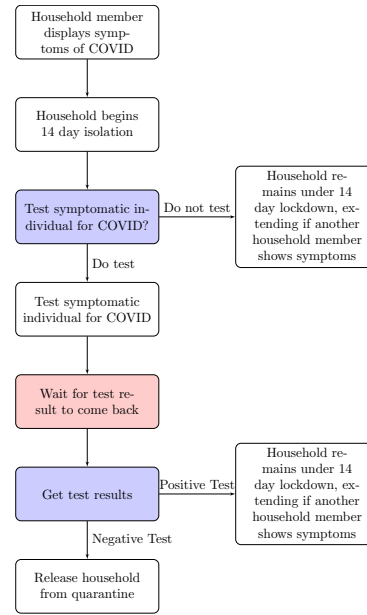 Household member
displays symp-
toms of COVID
Household begins
14 day isolation
Test symptomatic in-
dividual for COVID?
Do not test
Household re-
mains under 14
day lockdown, ex-
tending if another
household member
shows symptoms
Do test
Test symptomatic
individual for COVID
Wait for test re-
sult to come back
Get test results
Positive Test
Household re-
mains under 14
day lockdown, ex-
tending if another
household member
shows symptoms
Negative Test
Release household
from quarantine